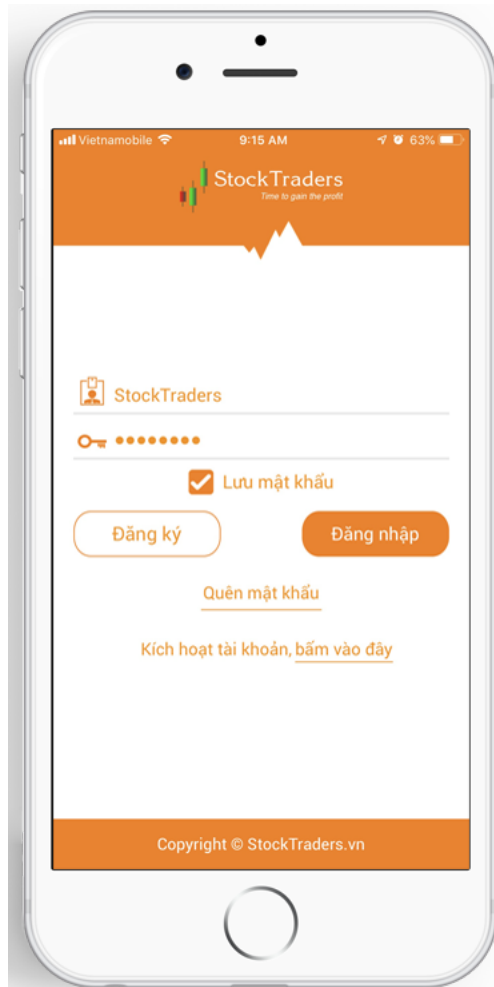 Vietnamobile 9:15 AM 63%
StockTraders
Time to gain the profit
StockTraders
••••••••
Lưu mật khẩu
Đăng ký Đăng nhập
Quên mật khẩu
Kích hoạt tài khoản, bấm vào đây
Copyright © StockTraders.vn